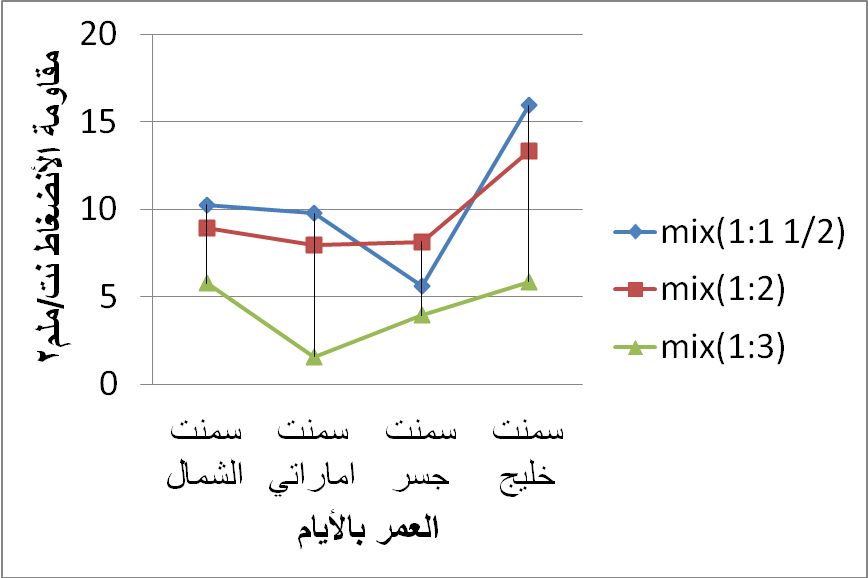 مقاومة الأنضغاط نت/ملم٢
20
15
10
5
0
سمنت الشمال
سمنت اماراتي
سمنت جسر
سمنت خليج
العمر بالأيام
mix(1:1 1/2)
mix(1:2)
mix(1:3)